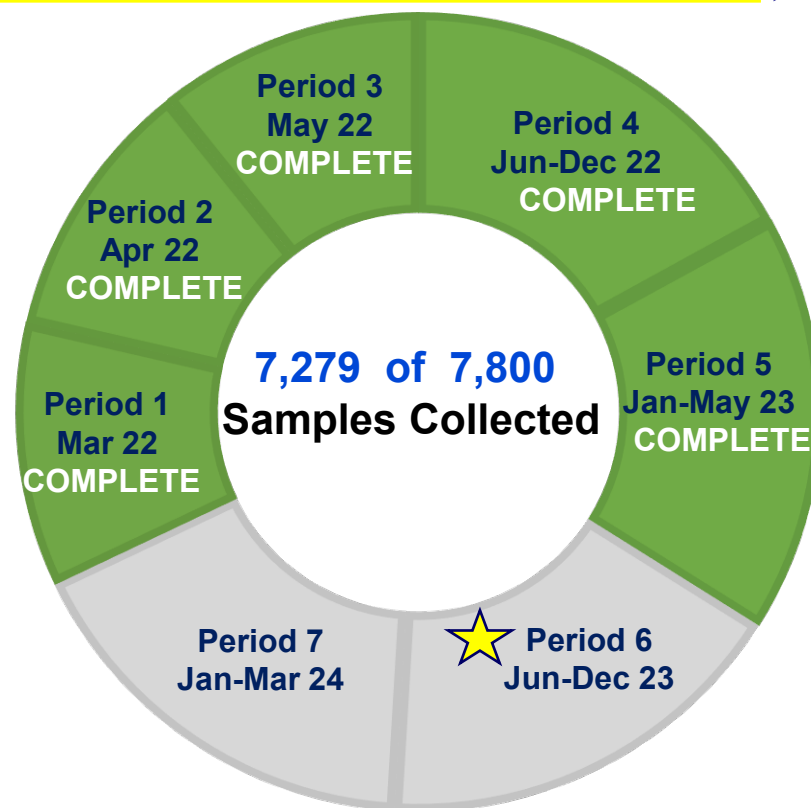 Period 3
May 22
COMPLETE
Period 4
Jun-Dec 22
COMPLETE
Period 2
Apr 22
COMPLETE
7,279 of 7,800
Samples Collected
Period 5
Jan-May 23
COMPLETE
Period 1
Mar 22
COMPLETE
Period 7
Jan-Mar 24
Period 6
Jun-Dec 23